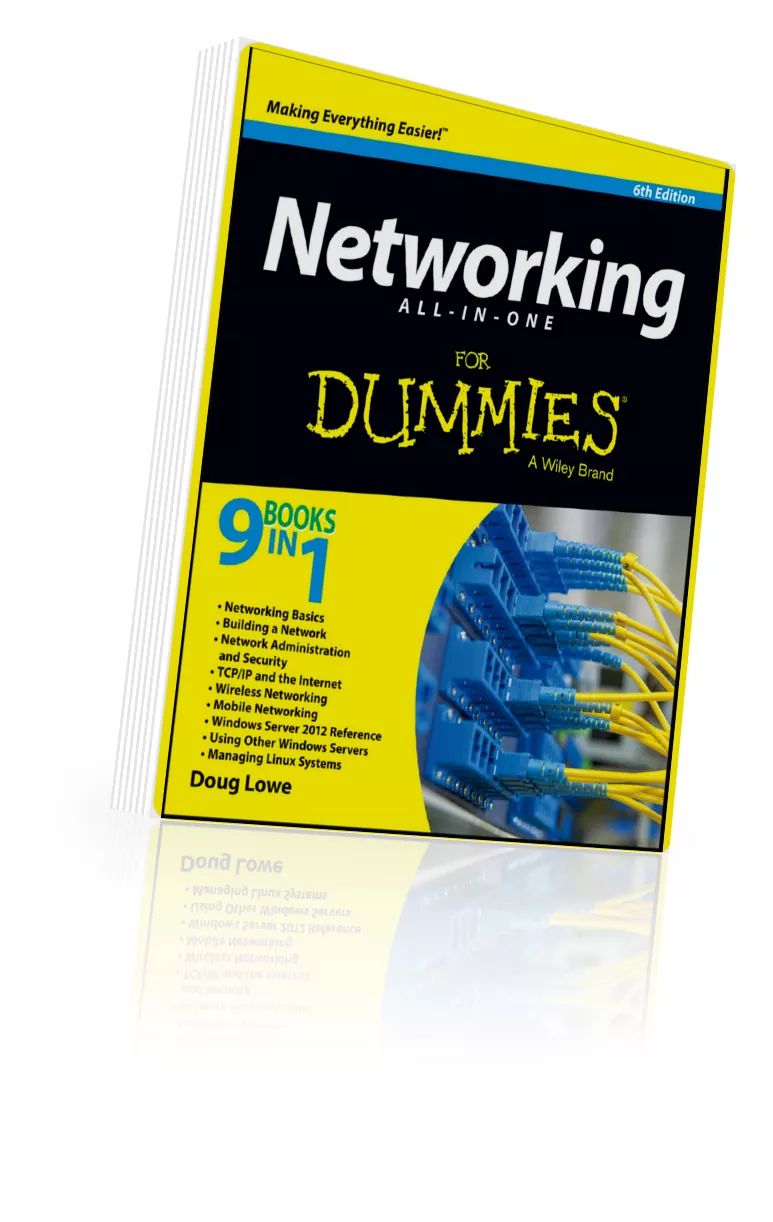 Making Everything Easier!™
6th Edition
Networking
ALL-IN-ONE
FOR
DUMMIES®
A Wiley Brand
9 BOOKS
IN 1
• Networking Basics
• Building a Network
• Network Administration
and Security
• TCP/IP and the Internet
• Wireless Networking
• Mobile Networking
• Windows Server 2012 Reference
• Using Other Windows Servers
• Managing Linux Systems
Doug Lowe